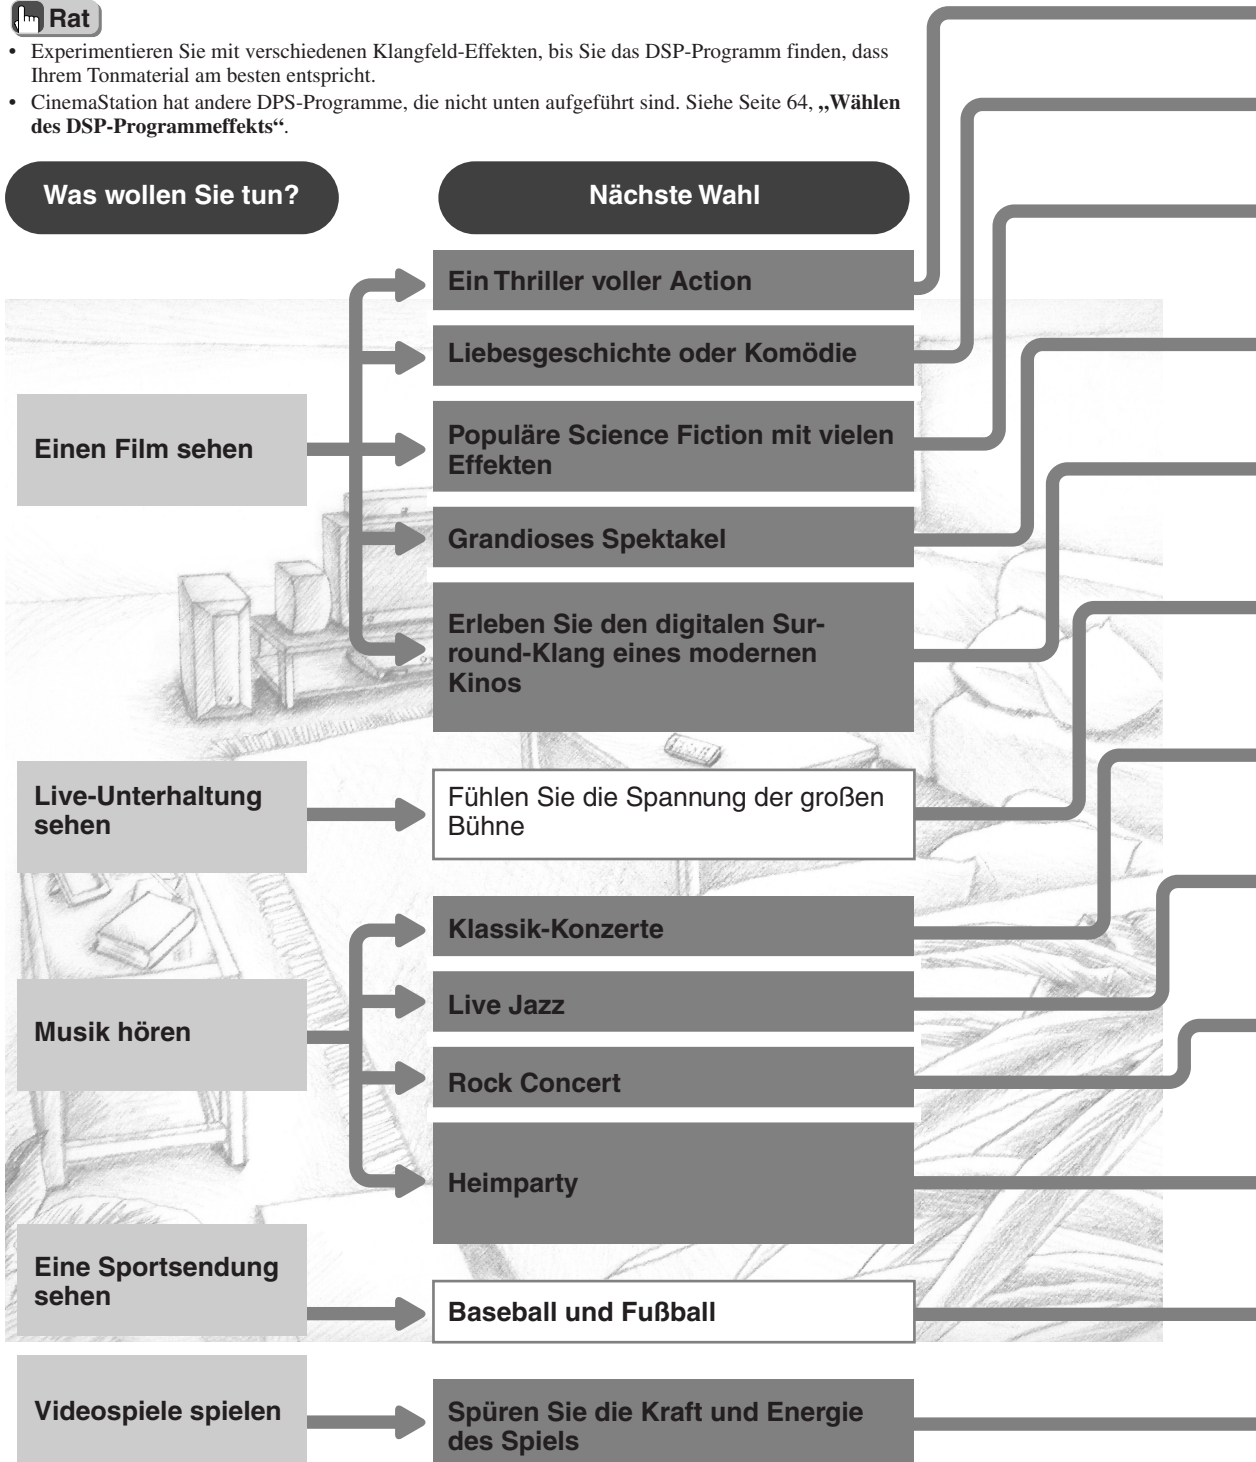 Rat
• Experimentieren Sie mit verschiedenen Klangfeld-Effekten, bis Sie das DSP-Programm finden, dass
Ihrem Tonmaterial am besten entspricht.
• CinemaStation hat andere DPS-Programme, die nicht unten aufgeführt sind. Siehe Seite 64, „Wählen
des DSP-Programmeffekts“.
Was wollen Sie tun?
Nächste Wahl
Einen Film sehen
Ein Thriller voller Action
Liebesgeschichte oder Komödie
Populäre Science Fiction mit vielen
Effekten
Grandioses Spektakel
Erleben Sie den digitalen Sur-
round-Klang eines modernen
Kinos
Live-Unterhaltung
sehen
Fühlen Sie die Spannung der großen
Bühne
Musik hören
Klassik-Konzerte
Live Jazz
Rock Concert
Heimparty
Eine Sportsendung
sehen
Baseball und Fußball
Videospiele spielen
Spüren Sie die Kraft und Energie
des Spiels